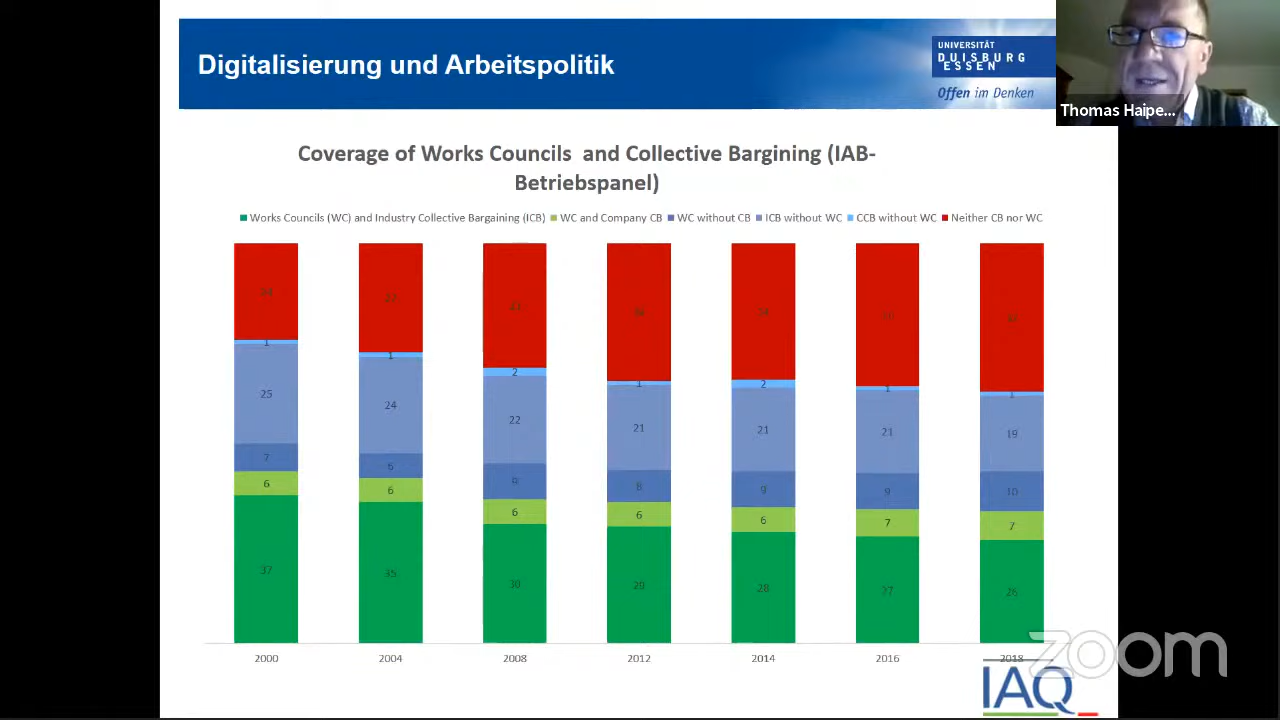 Digitalisierung und Arbeitspolitik
UNIVERSITÄT
DUISBURG
ESSEN
Offen im Denken
Thomas Haipe...
Coverage of Works Councils and Collective Bargining (IAB-
Betriebspanel)
Works Councils (WC) and Industry Collective Bargaining (ICB) WC and Company CB WC without CB ICB without WC CCB without WC Neither CB nor WC
1 1 2 1 2 1 1
25 24 22 21 21 21 19
7 6 9 8 9 9 10
6 6 6 6 6 7 7
37 35 30 29 28 27 26
2000 2004 2008 2012 2014 2016 2018
zoom
IAQ